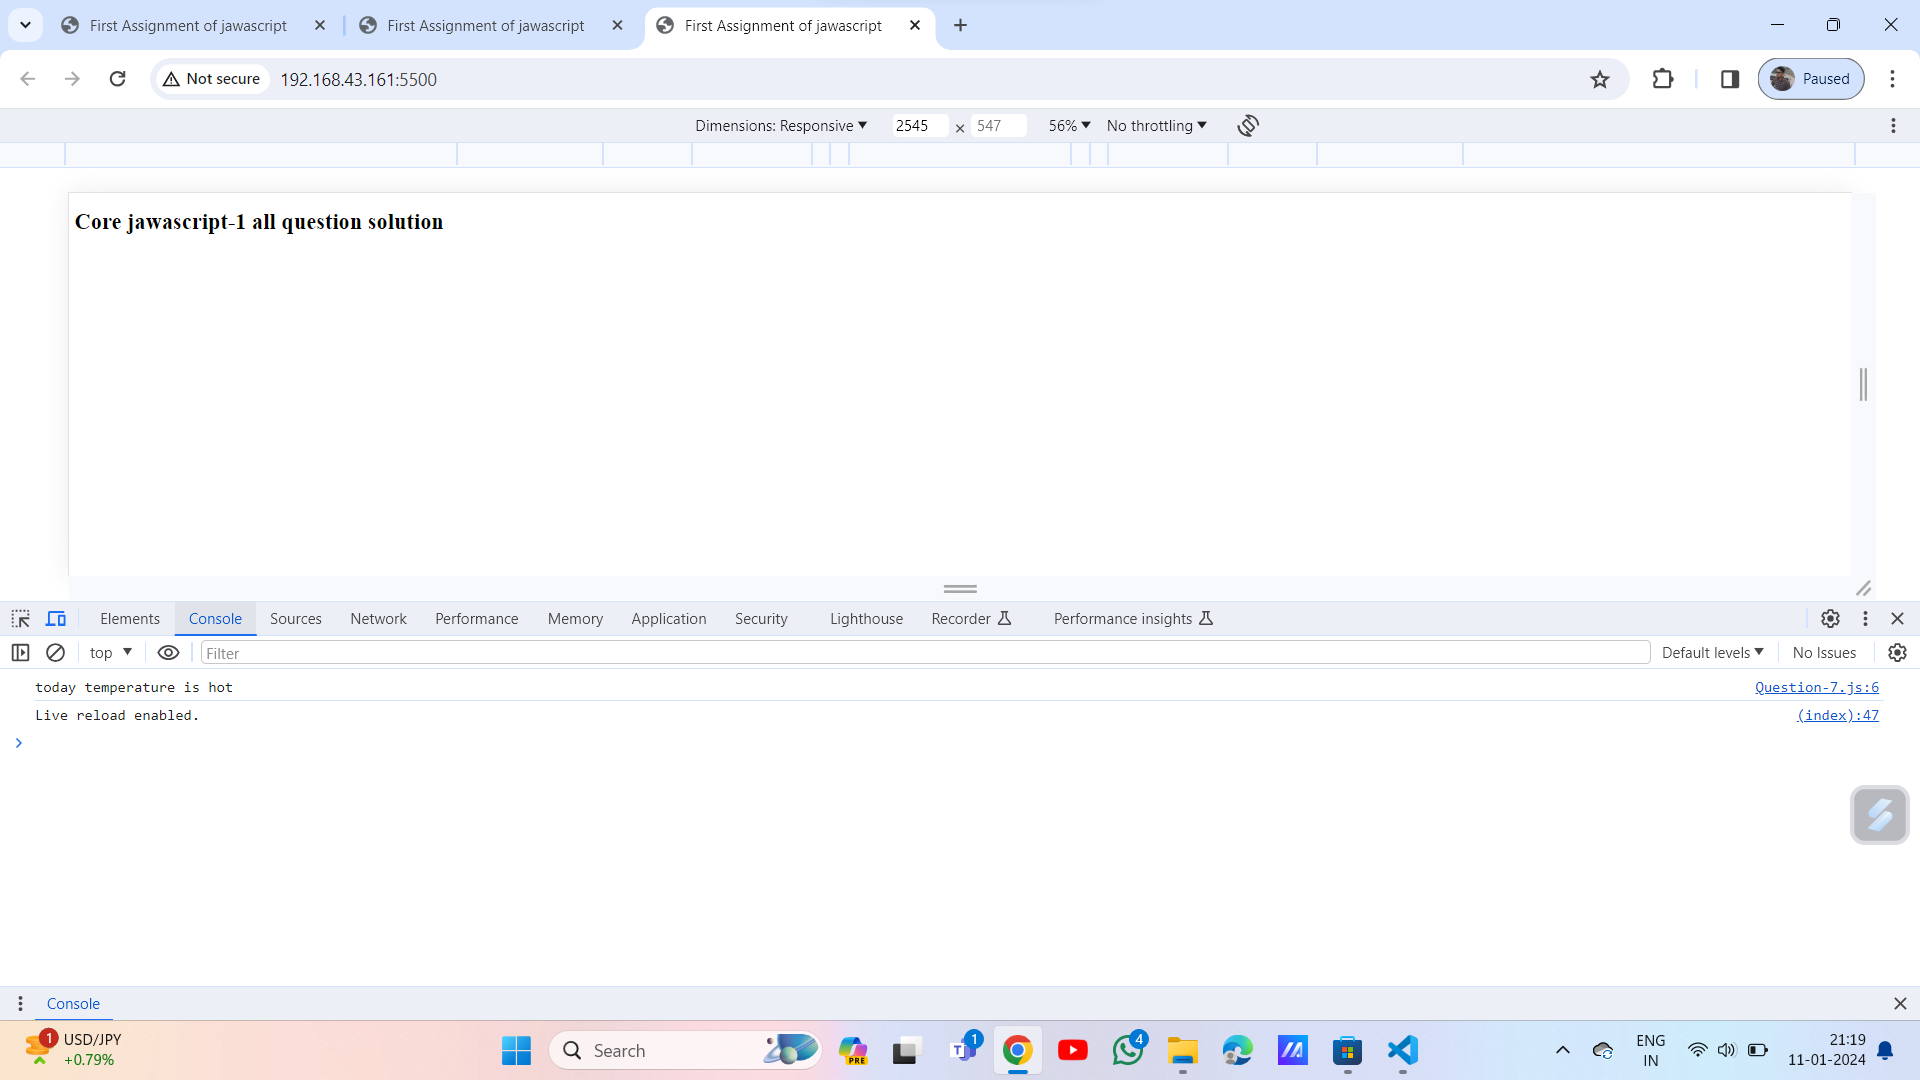 First Assignment of jawascript
First Assignment of jawascript
First Assignment of jawascript
Not secure
192.168.43.161:5500
Paused
Dimensions: Responsive
2545
×
547
56%
No throttling
Core jawascript-1 all question solution
Elements
Console
Sources
Network
Performance
Memory
Application
Security
Lighthouse
Recorder
Performance insights
top
Filter
Default levels
No Issues
today temperature is hot
Question-7.js:6
Live reload enabled.
(index):47
Console
1
USD/JPY
+0.79%
Search
PRE
T
1
4
ENG
IN
21:19
11-01-2024